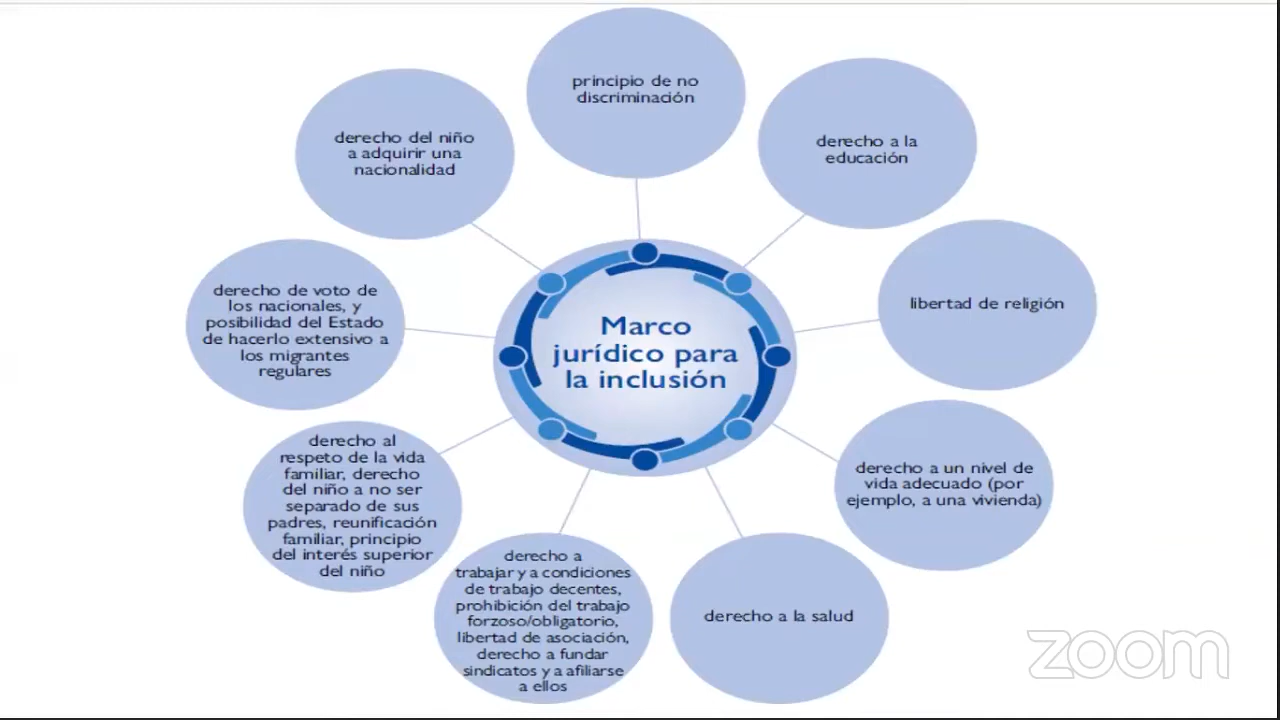 principio de no
discriminación
derecho a la
educación
libertad de religión
derecho a un nivel de
vida adecuado (por
ejemplo, a una vivienda)
derecho a la salud
derecho a
trabajar y a condiciones
de trabajo decentes,
prohibición del trabajo
forzoso/obligatorio,
libertad de asociación,
derecho a fundar
sindicatos y a afiliarse
a ellos
derecho al
respeto de la vida
familiar, derecho
del niño a no ser
separado de sus
padres, reunificación
familiar, principio
del interés superior
del niño
derecho de voto de
los nacionales, y
posibilidad del Estado
de hacerlo extensivo a
los migrantes
regulares
derecho del niño
a adquirir una
nacionalidad
Marco
jurídico para
la inclusión
zoom